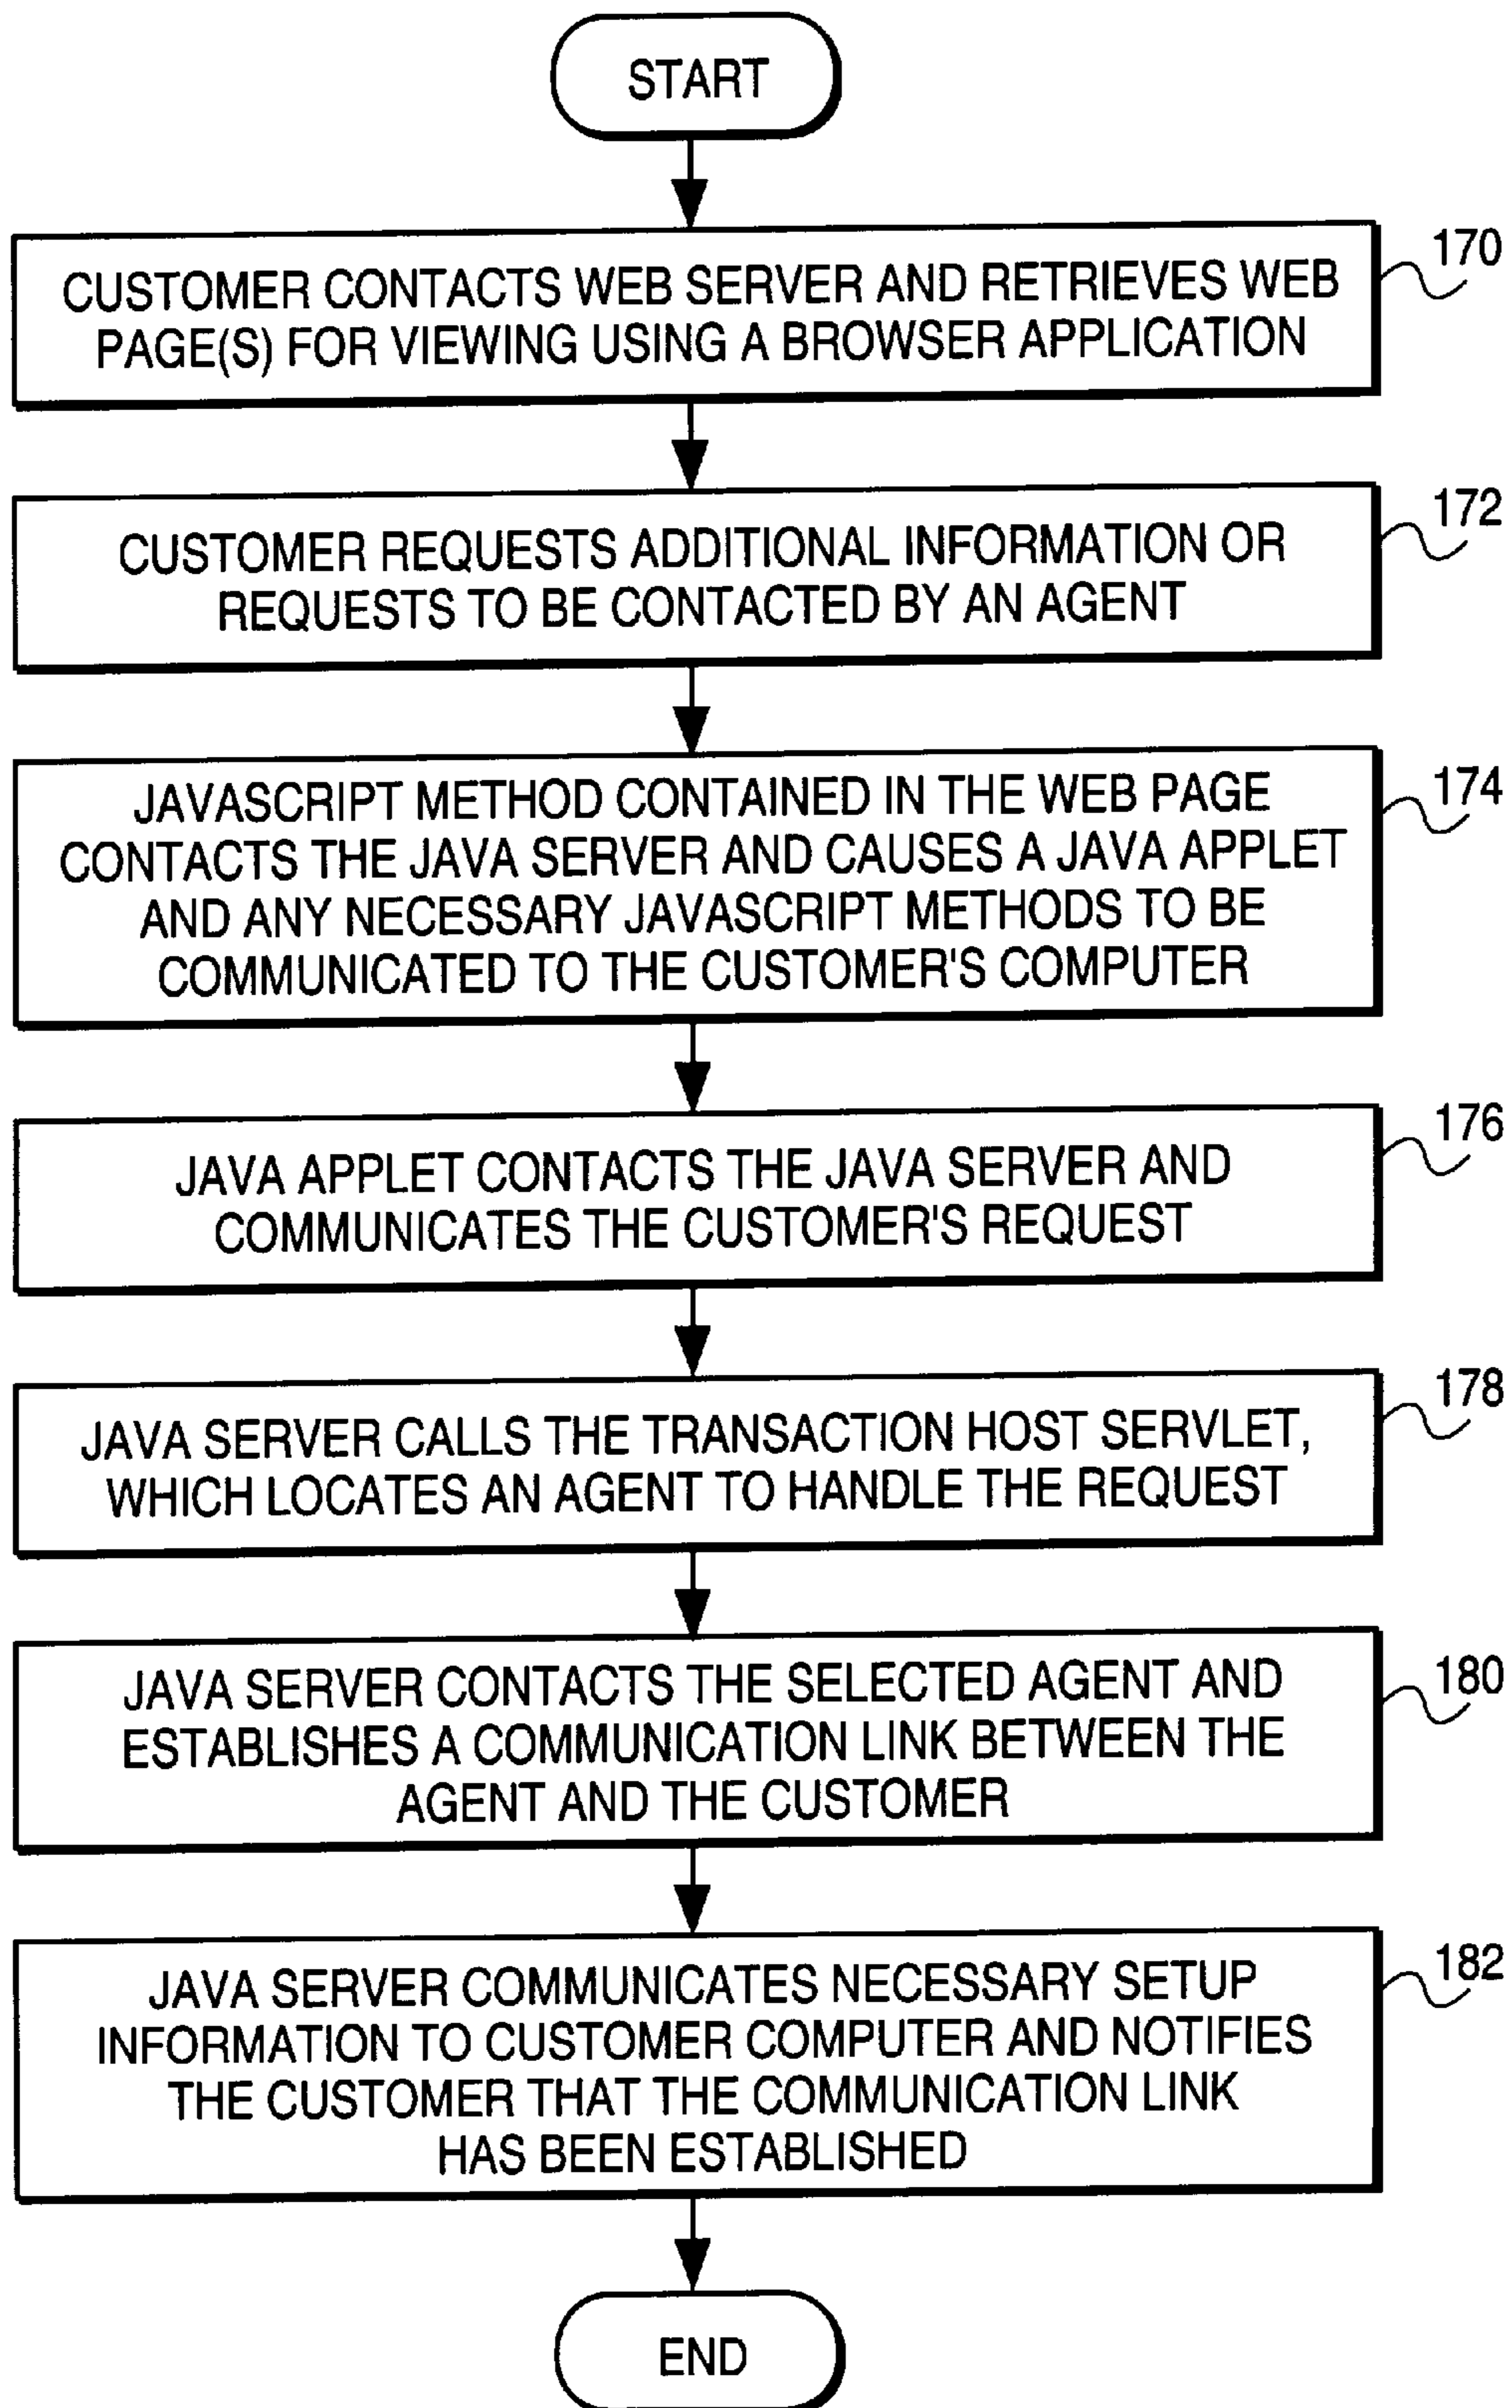 START
170
CUSTOMER CONTACTS WEB SERVER AND RETRIEVES WEB
PAGE(S) FOR VIEWING USING A BROWSER APPLICATION
172
CUSTOMER REQUESTS ADDITIONAL INFORMATION OR
REQUESTS TO BE CONTACTED BY AN AGENT
174
JAVASCRIPT METHOD CONTAINED IN THE WEB PAGE
CONTACTS THE JAVA SERVER AND CAUSES A JAVA APPLET
AND ANY NECESSARY JAVASCRIPT METHODS TO BE
COMMUNICATED TO THE CUSTOMER'S COMPUTER
176
JAVA APPLET CONTACTS THE JAVA SERVER AND
COMMUNICATES THE CUSTOMER'S REQUEST
178
JAVA SERVER CALLS THE TRANSACTION HOST SERVLET,
WHICH LOCATES AN AGENT TO HANDLE THE REQUEST
180
JAVA SERVER CONTACTS THE SELECTED AGENT AND
ESTABLISHES A COMMUNICATION LINK BETWEEN THE
AGENT AND THE CUSTOMER
182
JAVA SERVER COMMUNICATES NECESSARY SETUP
INFORMATION TO CUSTOMER COMPUTER AND NOTIFIES
THE CUSTOMER THAT THE COMMUNICATION LINK
HAS BEEN ESTABLISHED
END